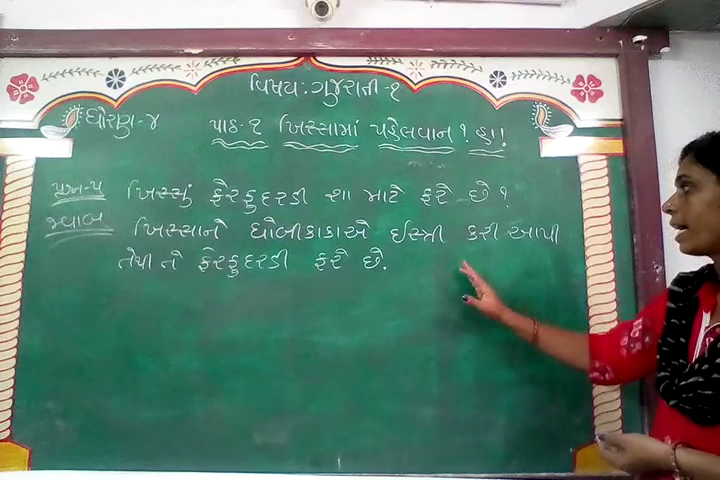 વિષય : ગુજરાતી - ૧
ધોરણ - ૪
પાઠ - ૨ ખિસ્સામાં પહેલવાન ? હા !
પ્રશ્ન - ૫ ખિસ્સું ફેરફુદરડી શા માટે ફરે છે ?
જવાબ ખિસ્સાને ધોબીકાકાએ ઈસ્ત્રી કરી આપી
તેથી તે ફેરફુદરડી ફરે છે.